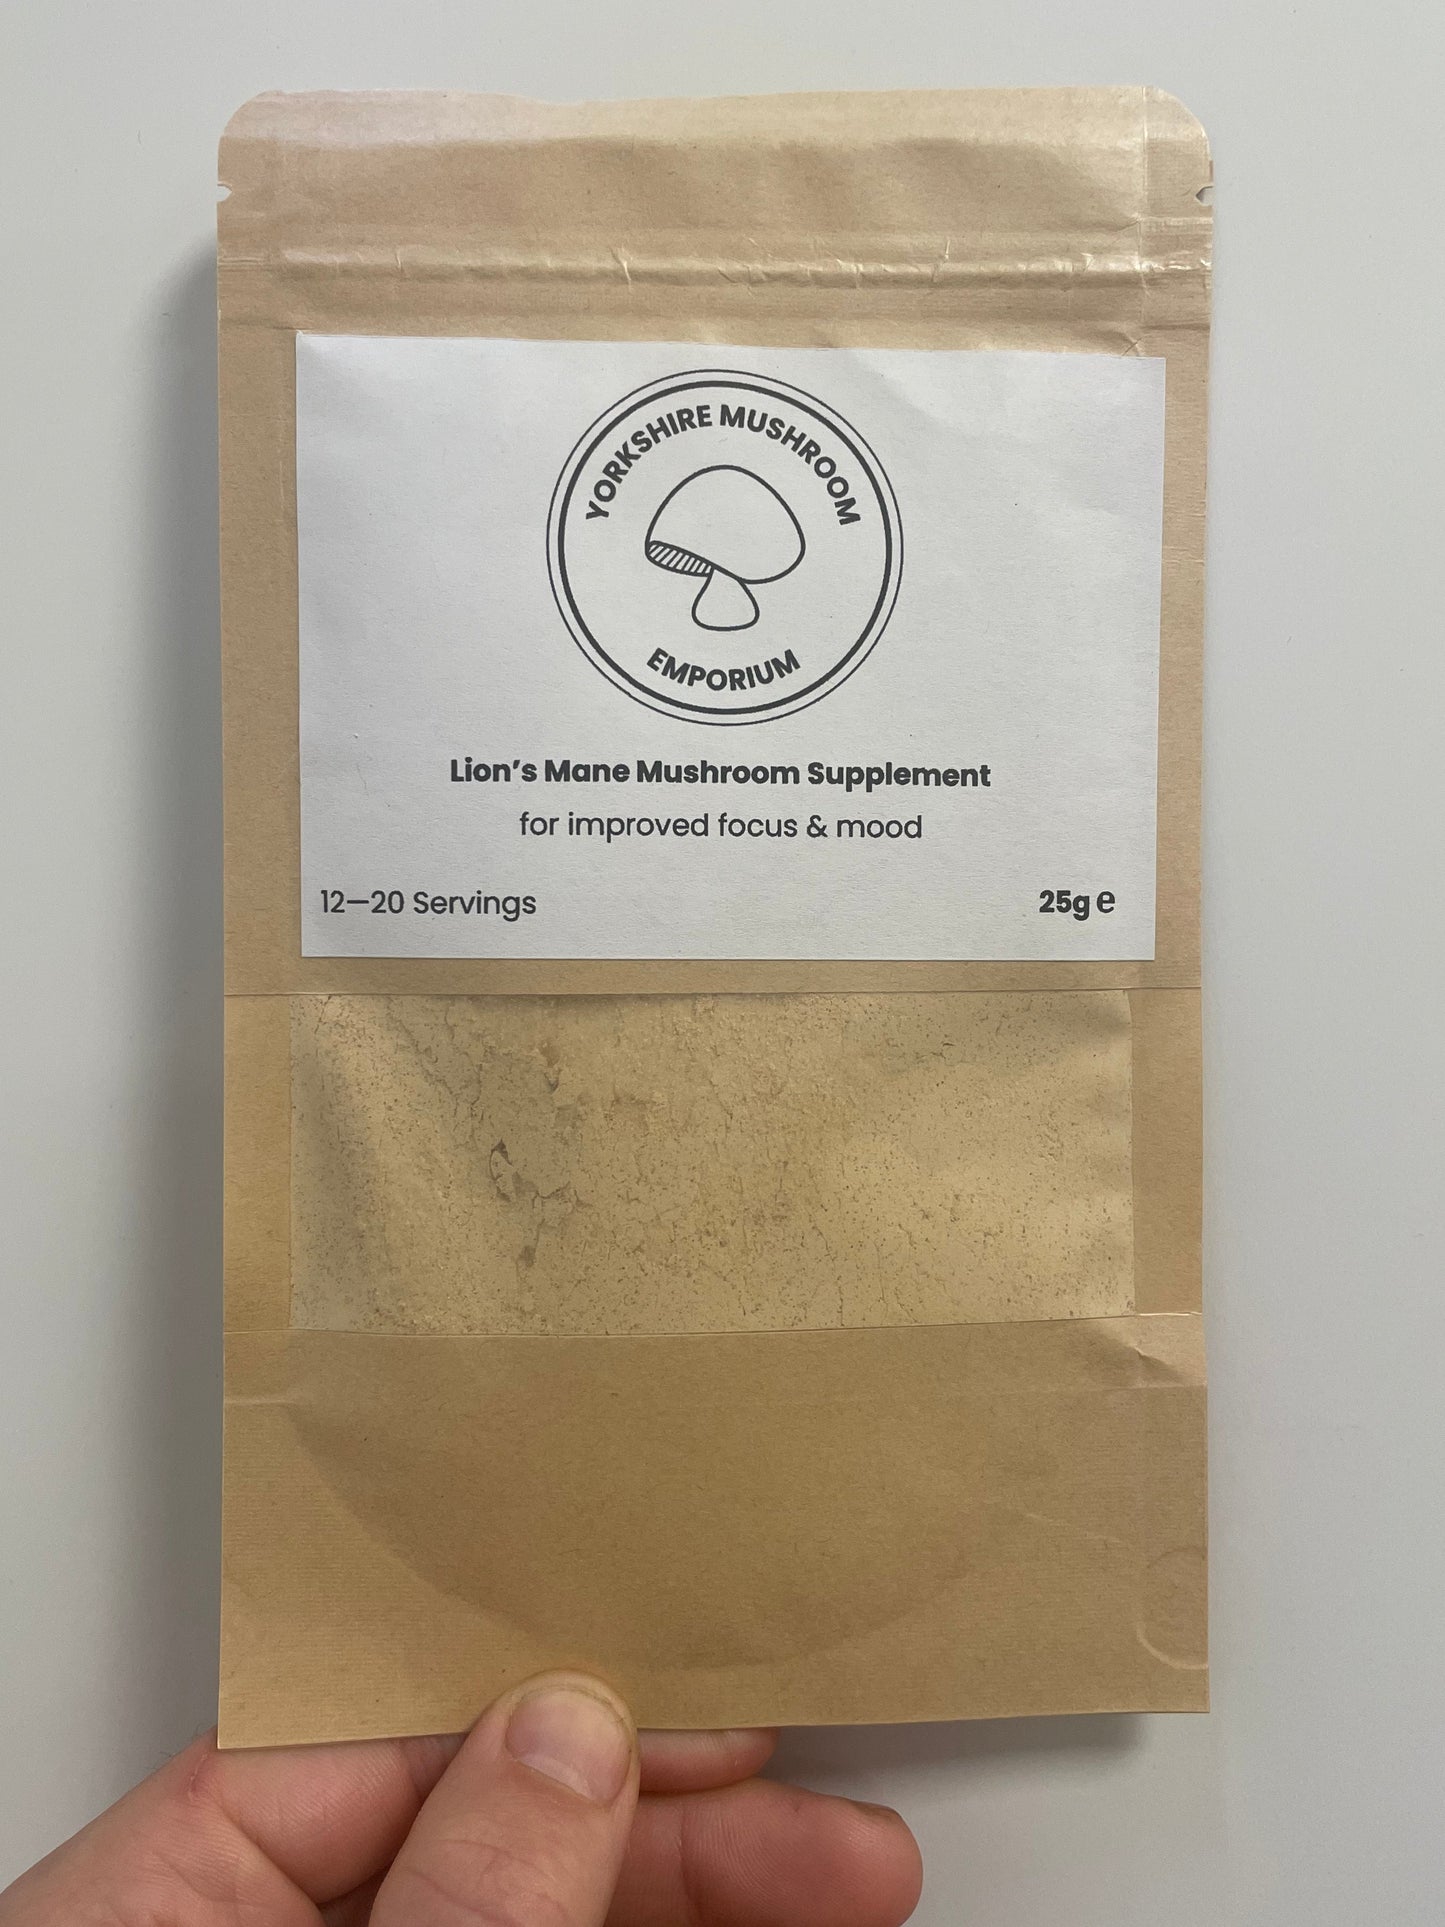 YORKSHIRE MUSHROOM
EMPORIUM
Lion's Mane Mushroom Supplement
for improved focus & mood
12—20 Servings
25g e